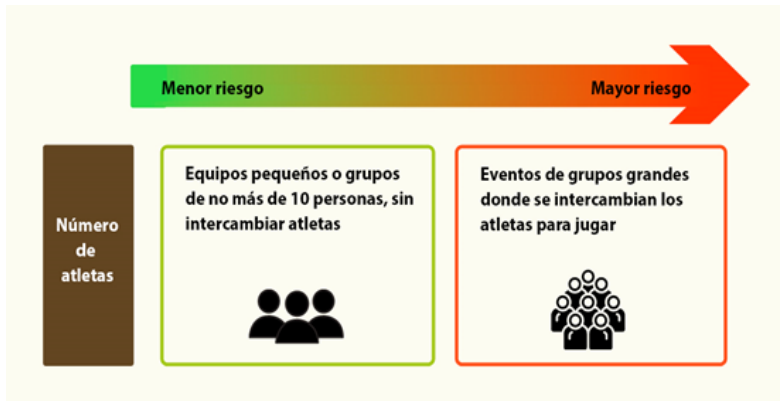 Menor riesgo
Mayor riesgo
Número
de
atletas
Equipos pequeños o grupos
de no más de 10 personas, sin
intercambiar atletas
Eventos de grupos grandes
donde se intercambian los
atletas para jugar